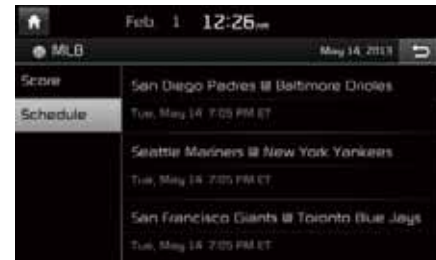 Feb 1 12:26
MLB May 14, 2013
Score
Schedule
San Diego Padres @ Baltimore Orioles
Tue, May 14 7:05 PM ET
Seattle Mariners @ New York Yankees
Tue, May 14 7:05 PM ET
San Francisco Giants @ Toronto Blue Jays
Tue, May 14 7:05 PM ET